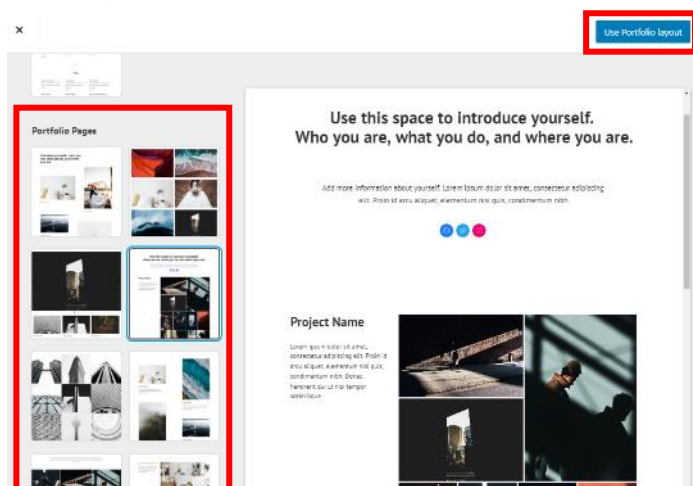 ×
Use Portfolio layout
Portfolio Pages
Use this space to introduce yourself.
Who you are, what you do, and where you are.
Add more information about yourself. Lorem ipsum dolor sit amet, consectetur adipiscing
elit. Proin id arcu aliquet, elementum nisi quis, condimentum nibh.
Project Name
Lorem ipsum dolor sit amet,
consectetur adipiscing elit. Proin id
arcu aliquet, elementum nisi quis,
condimentum nibh. Donec
hendrerit dui ut nisi tempor
scelerisque.